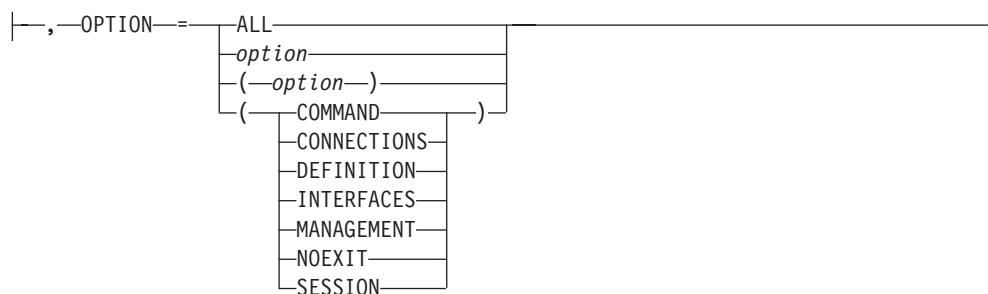 , OPTION = ALL
option
( option )
( COMMAND )
CONNECTIONS
DEFINITION
INTERFACES
MANAGEMENT
NOEXIT
SESSION